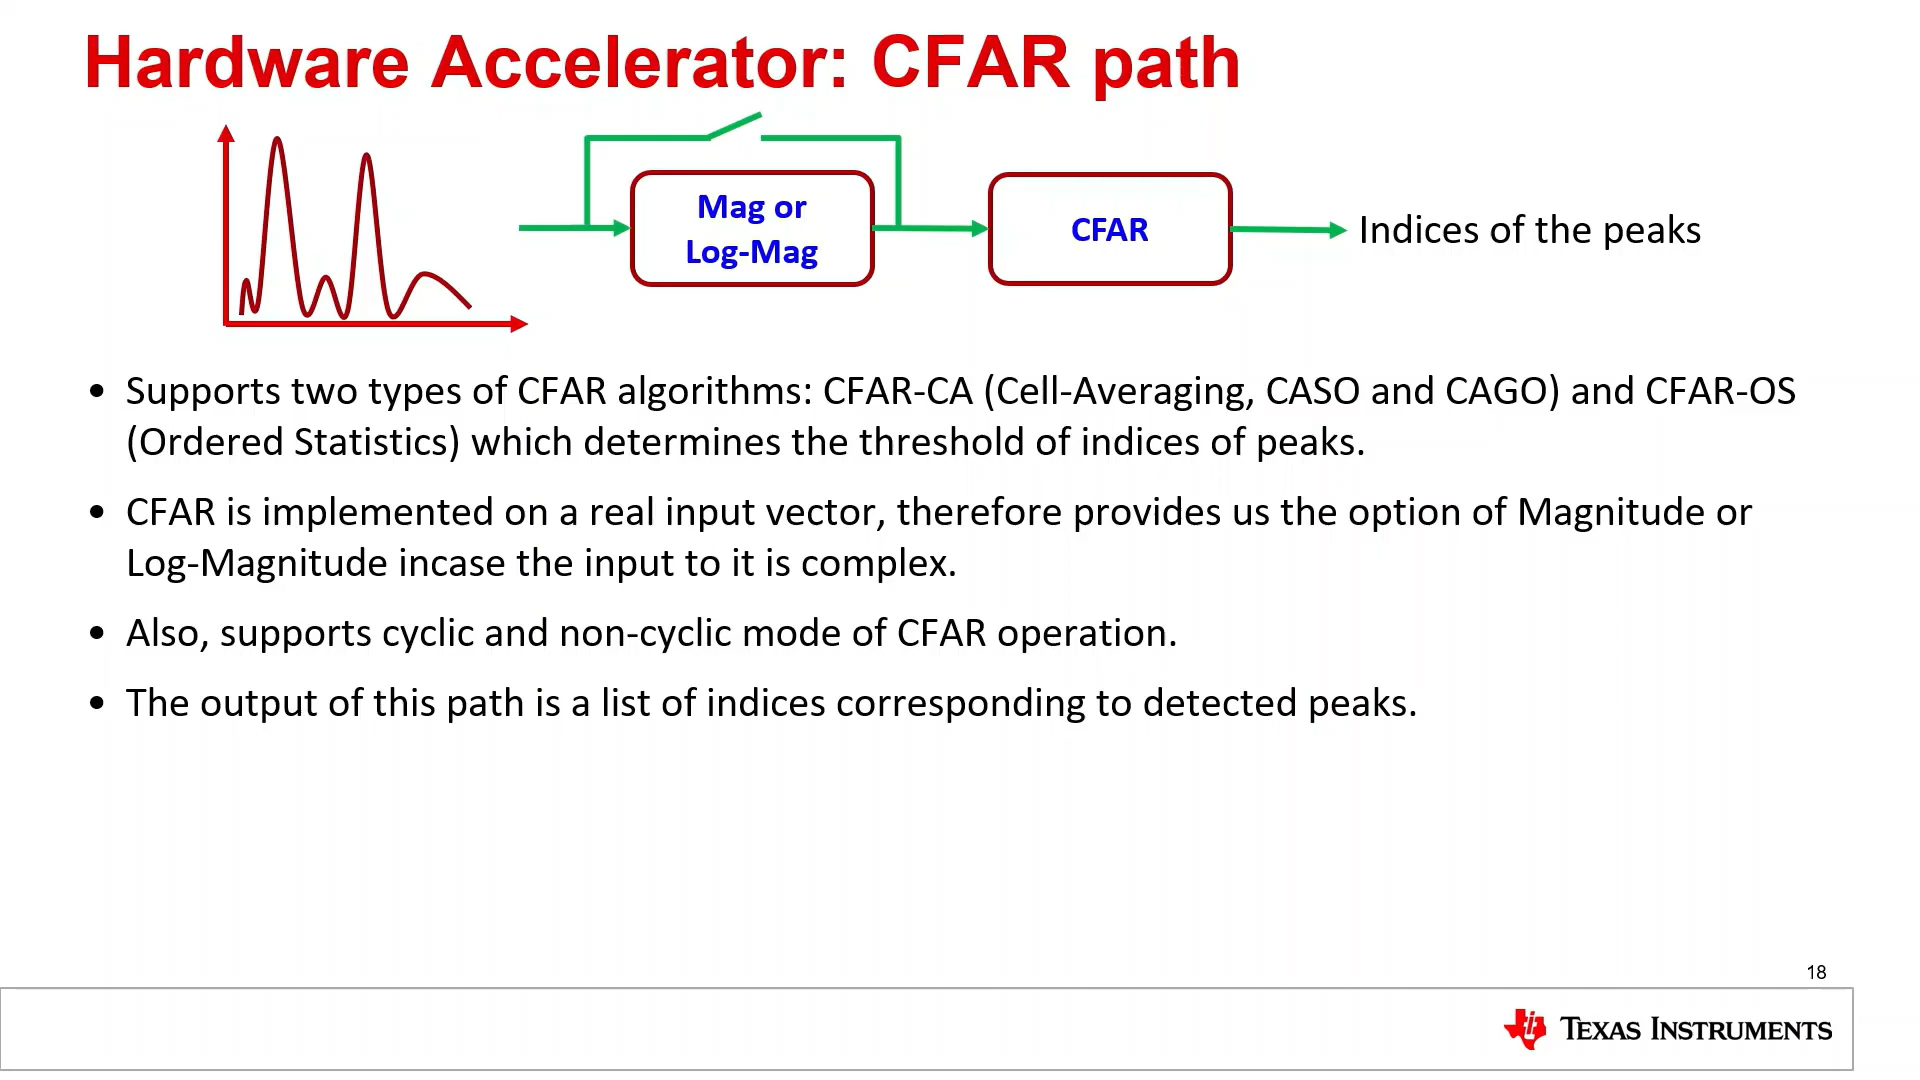 Hardware Accelerator: CFAR path
Mag or
Log-Mag
CFAR
Indices of the peaks
• Supports two types of CFAR algorithms: CFAR-CA (Cell-Averaging, CASO and CAGO) and CFAR-OS
(Ordered Statistics) which determines the threshold of indices of peaks.
• CFAR is implemented on a real input vector, therefore provides us the option of Magnitude or
Log-Magnitude incase the input to it is complex.
• Also, supports cyclic and non-cyclic mode of CFAR operation.
• The output of this path is a list of indices corresponding to detected peaks.
18
TEXAS INSTRUMENTS